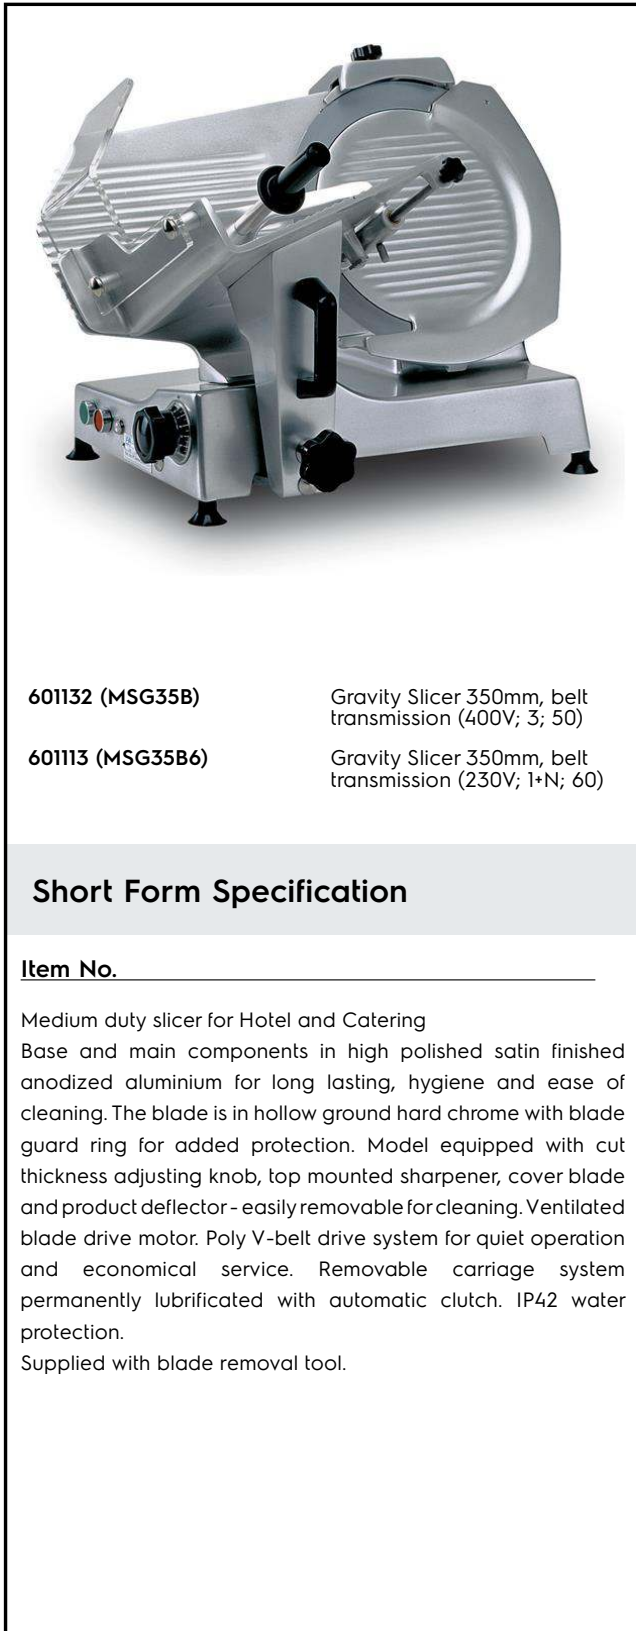 601132 (MSG35B)
Gravity Slicer 350mm, belt
transmission (400V; 3; 50)
601113 (MSG35B6)
Gravity Slicer 350mm, belt
transmission (230V; 1+N; 60)
Short Form Specification
Item No.
Medium duty slicer for Hotel and Catering
Base and main components in high polished satin finished
anodized aluminium for long lasting, hygiene and ease of
cleaning. The blade is in hollow ground hard chrome with blade
guard ring for added protection. Model equipped with cut
thickness adjusting knob, top mounted sharpener, cover blade
and product deflector - easily removable for cleaning. Ventilated
blade drive motor. Poly V-belt drive system for quiet operation
and economical service. Removable carriage system
permanently lubrificated with automatic clutch. IP42 water
protection.
Supplied with blade removal tool.